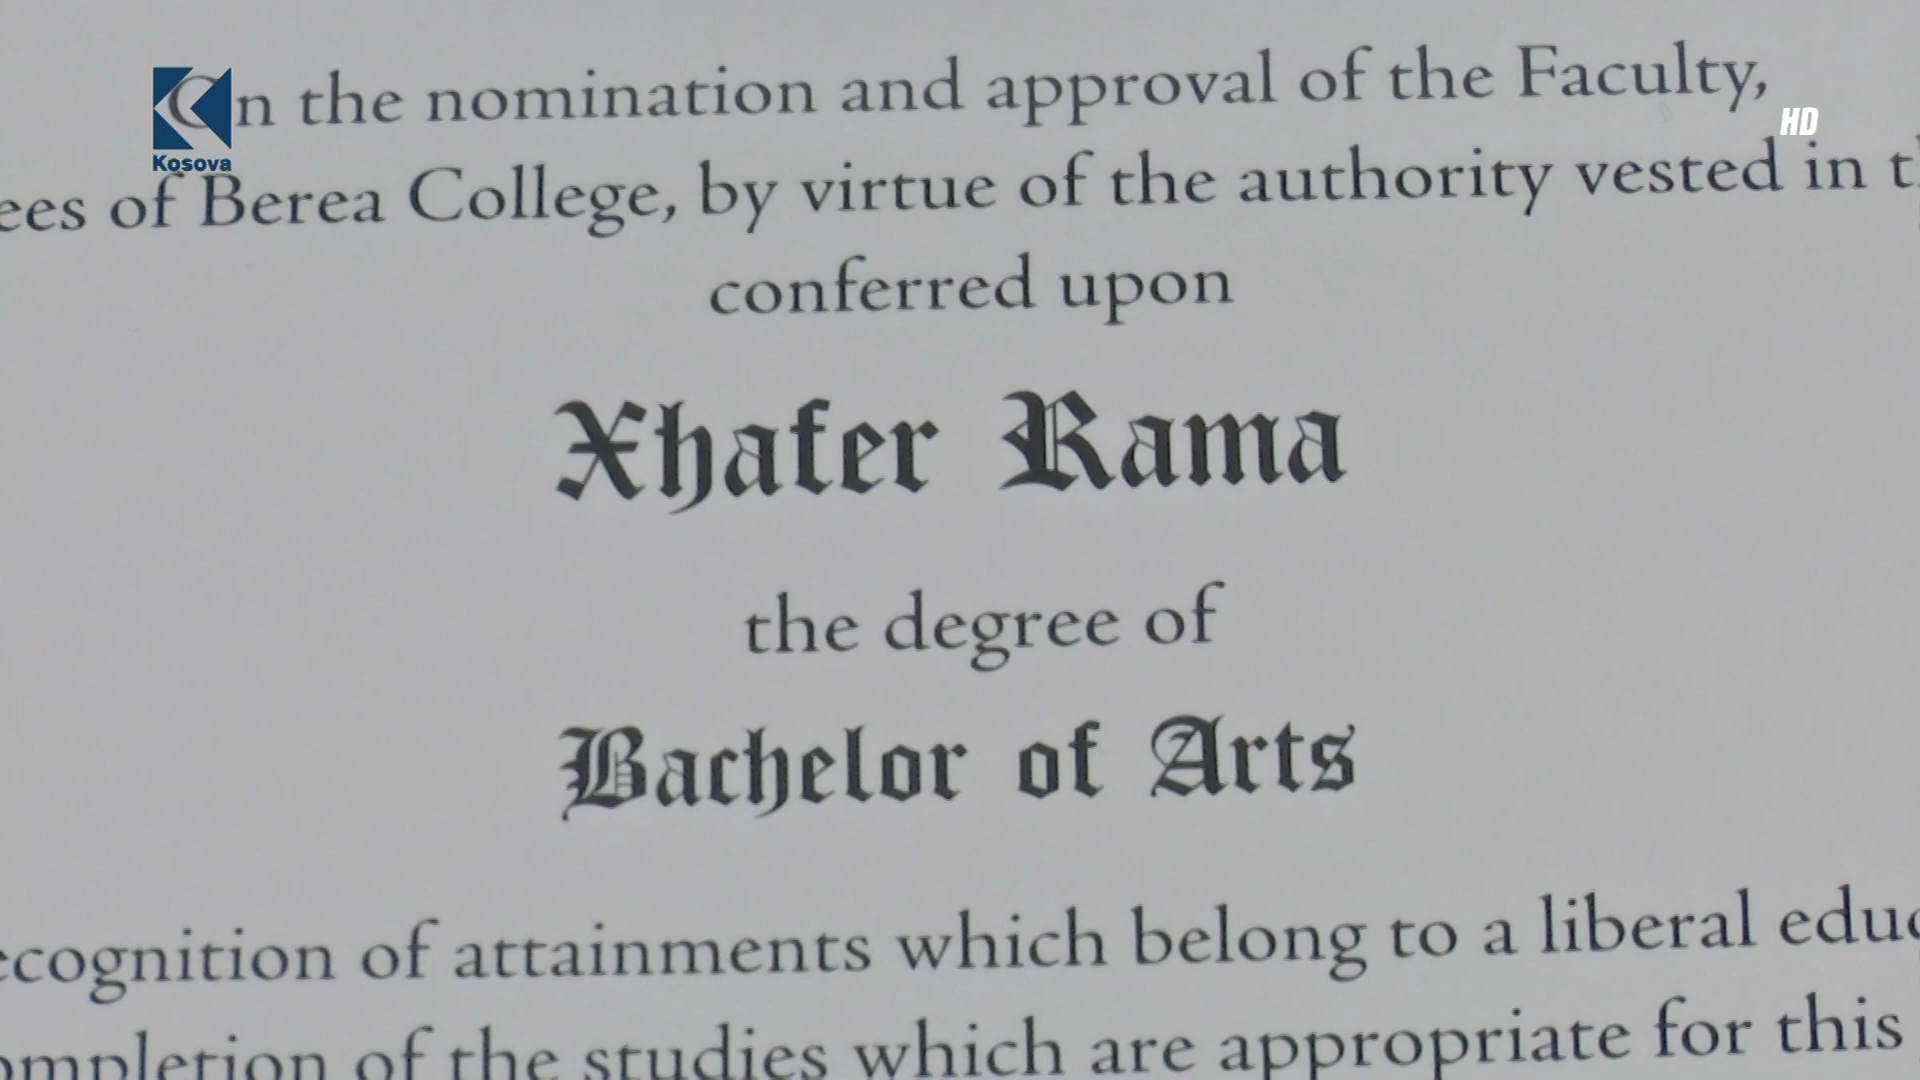 On the nomination and approval of the Faculty,
HD
Kosova
of Berea College, by virtue of the authority vested in
conferred upon
Xhafer Rama
the degree of
Bachelor of Arts
of attainments which belong to a liberal
of the studies which are appropriate for this